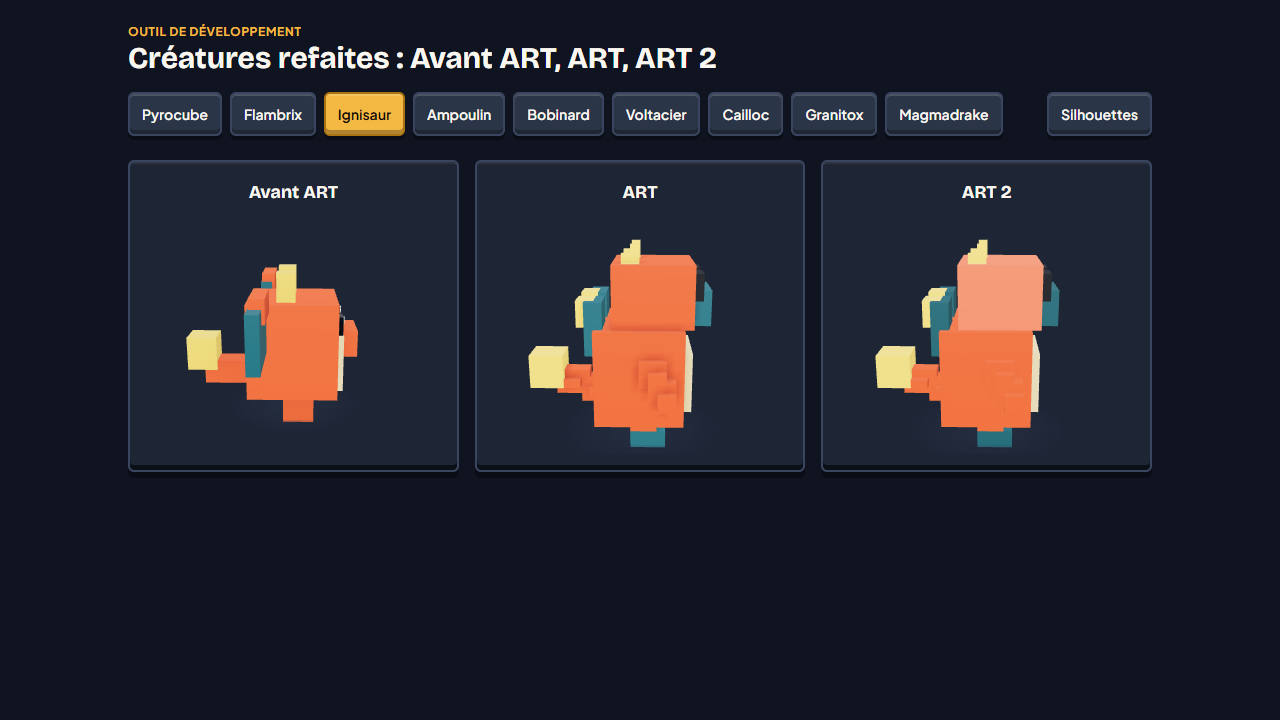 OUTIL DE DÉVELOPPEMENT
Créatures refaites : Avant ART, ART, ART 2
Pyrocube
Flambrix
Ignisaur
Ampoulin
Bobinard
Voltacier
Cailloc
Granitox
Magmadrake
Silhouettes
Avant ART
ART
ART 2